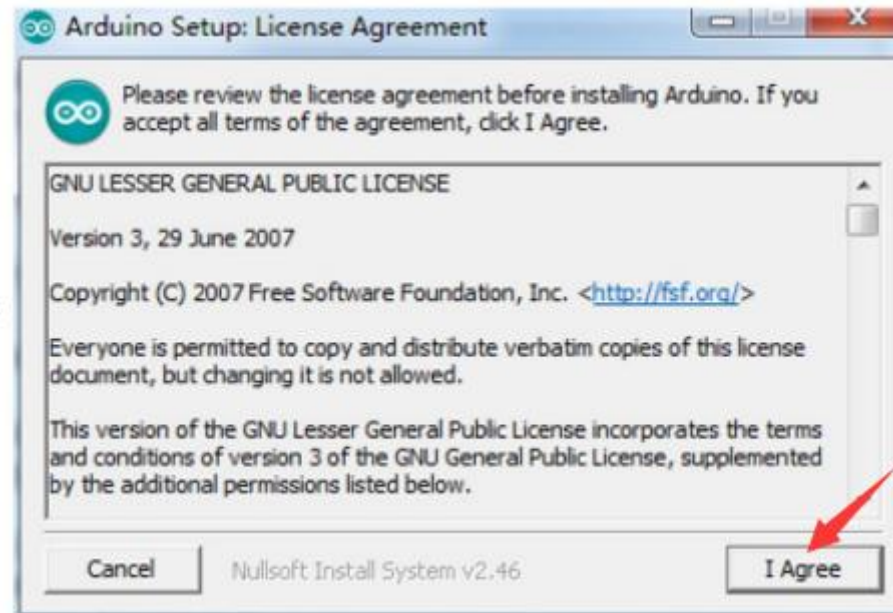 Arduino Setup: License Agreement
Please review the license agreement before installing Arduino. If you
accept all terms of the agreement, click I Agree.
GNU LESSER GENERAL PUBLIC LICENSE
Version 3, 29 June 2007
Copyright (C) 2007 Free Software Foundation, Inc. <http://fsf.org/>
Everyone is permitted to copy and distribute verbatim copies of this license
document, but changing it is not allowed.
This version of the GNU Lesser General Public License incorporates the terms
and conditions of version 3 of the GNU General Public License, supplemented
by the additional permissions listed below.
Cancel
Nullsoft Install System v2.46
I Agree